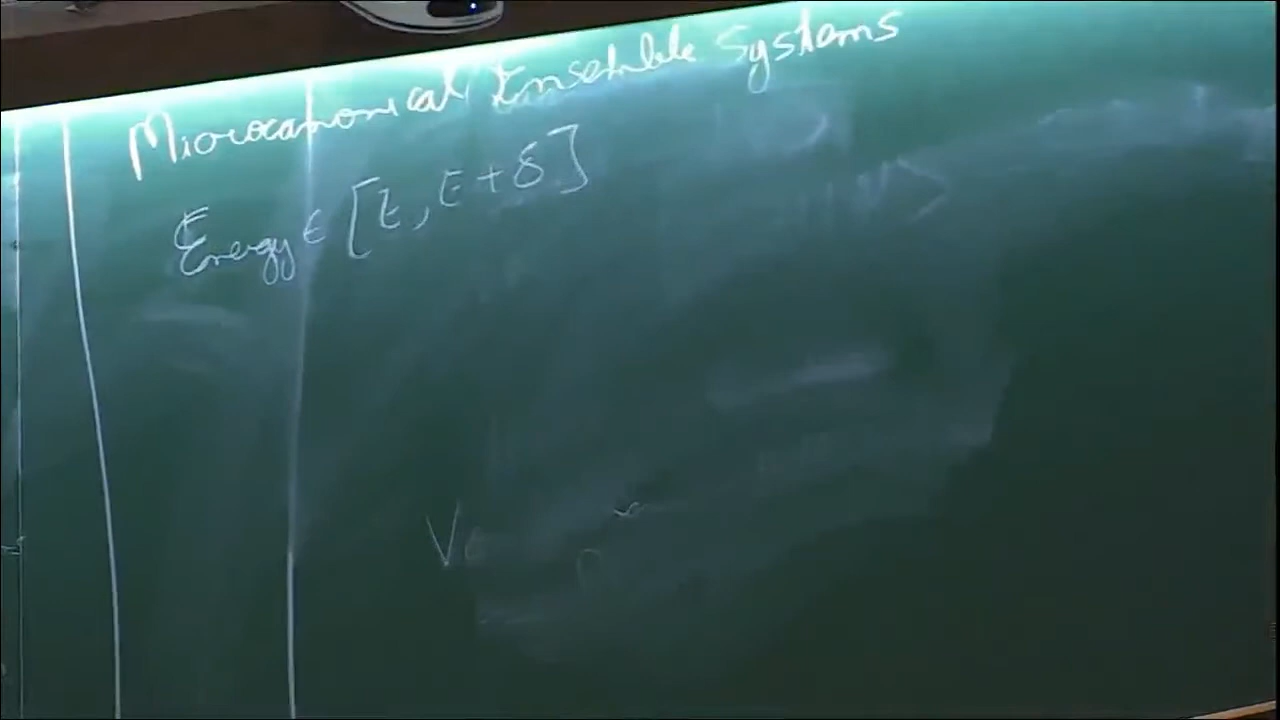 Microcanonical Ensemble Systems
Energy ∈ [E, E + δ]
V